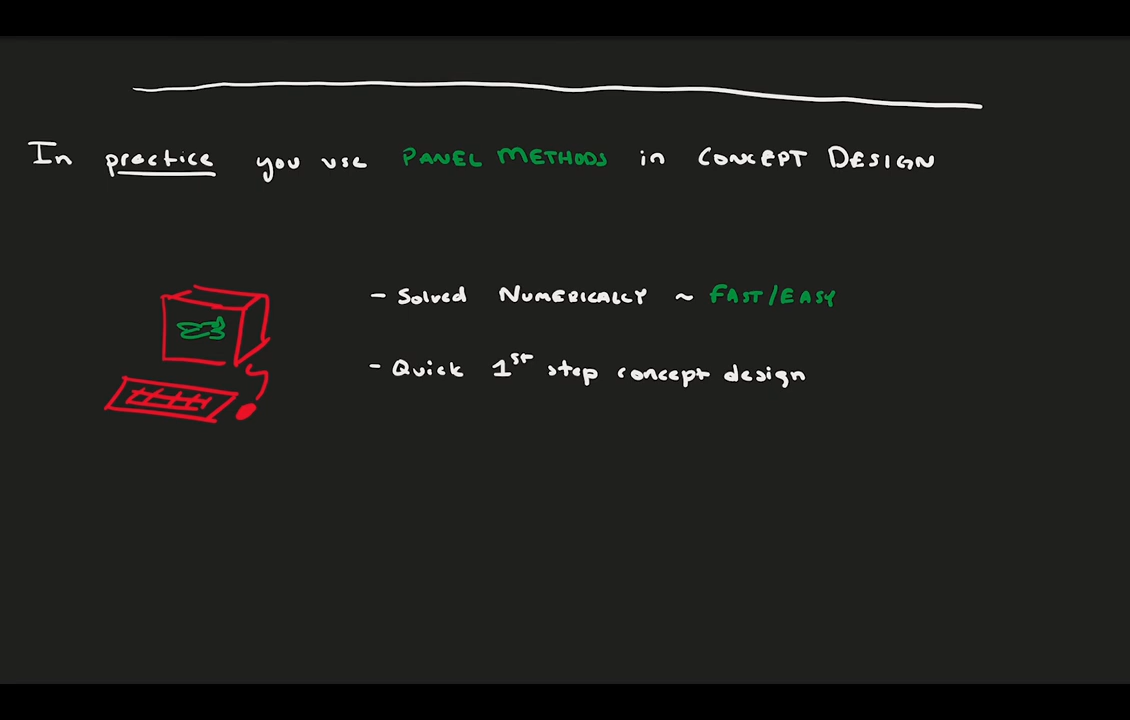 In practice you use PANEL METHODS in CONCEPT DESIGN
- Solved NUMERICALLY ~ FAST/EASY
- Quick 1st step concept design